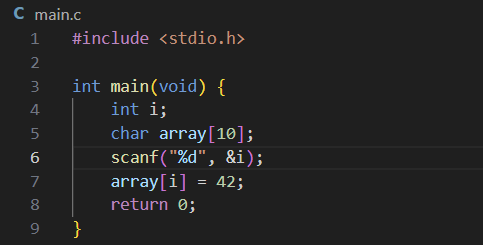 C main.c
1 #include <stdio.h>
2
3 int main(void) {
4     int i;
5     char array[10];
6     scanf("%d", &i);
7     array[i] = 42;
8     return 0;
9 }